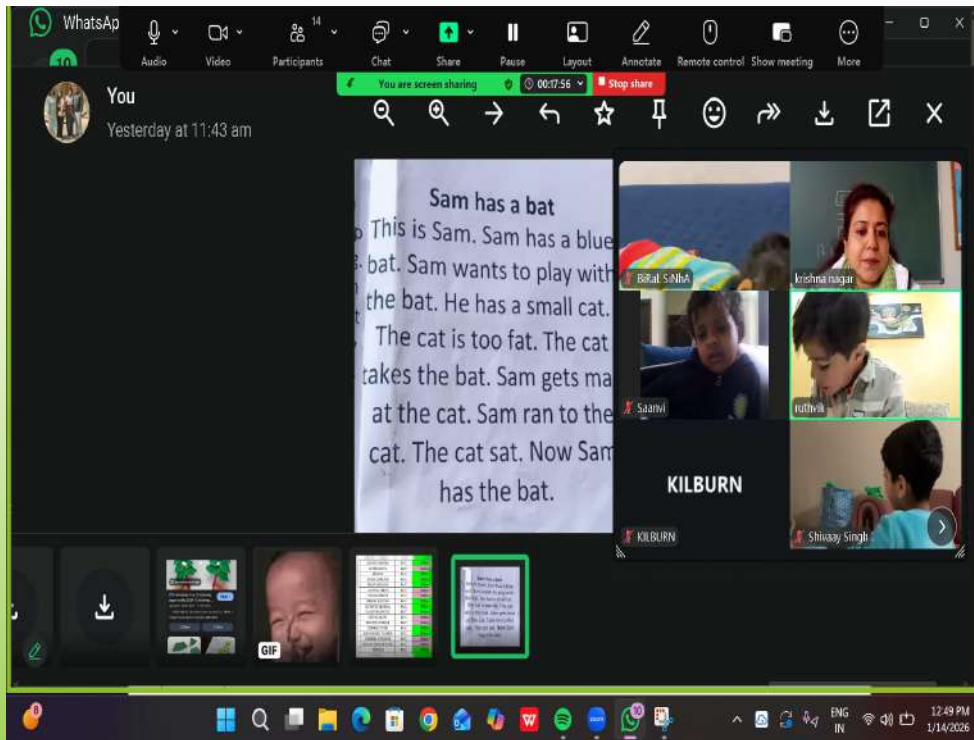 WhatsAp
14
Audio
Video
Participants
Chat
Share
Pause
Layout
Annotate
Remote control
Show meeting
More
10
You are screen sharing
00:17:56
Stop share
You
Yesterday at 11:43 am
Sam has a bat
This is Sam. Sam has a blue
bat. Sam wants to play with
the bat. He has a small cat.
The cat is too fat. The cat
takes the bat. Sam gets ma
at the cat. Sam ran to the
cat. The cat sat. Now Sam
has the bat.
BiRaL SiNhA
krishna nagar
Saanvi
ruthvik
KILBURN
KILBURN
Shivaay Singh
GIF
8
10
ENG
IN
12:49 PM
1/14/2026